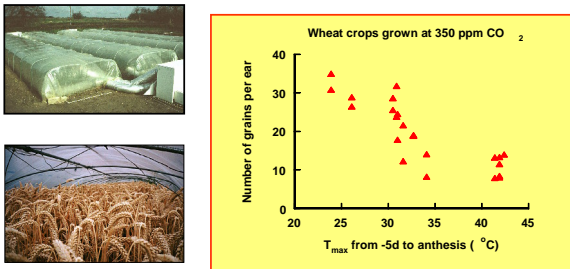 Wheat crops grown at 350 ppm CO 2
Number of grains per ear
40
30
20
10
0
20 25 30 35 40 45
Tmax from -5d to anthesis ( °C)